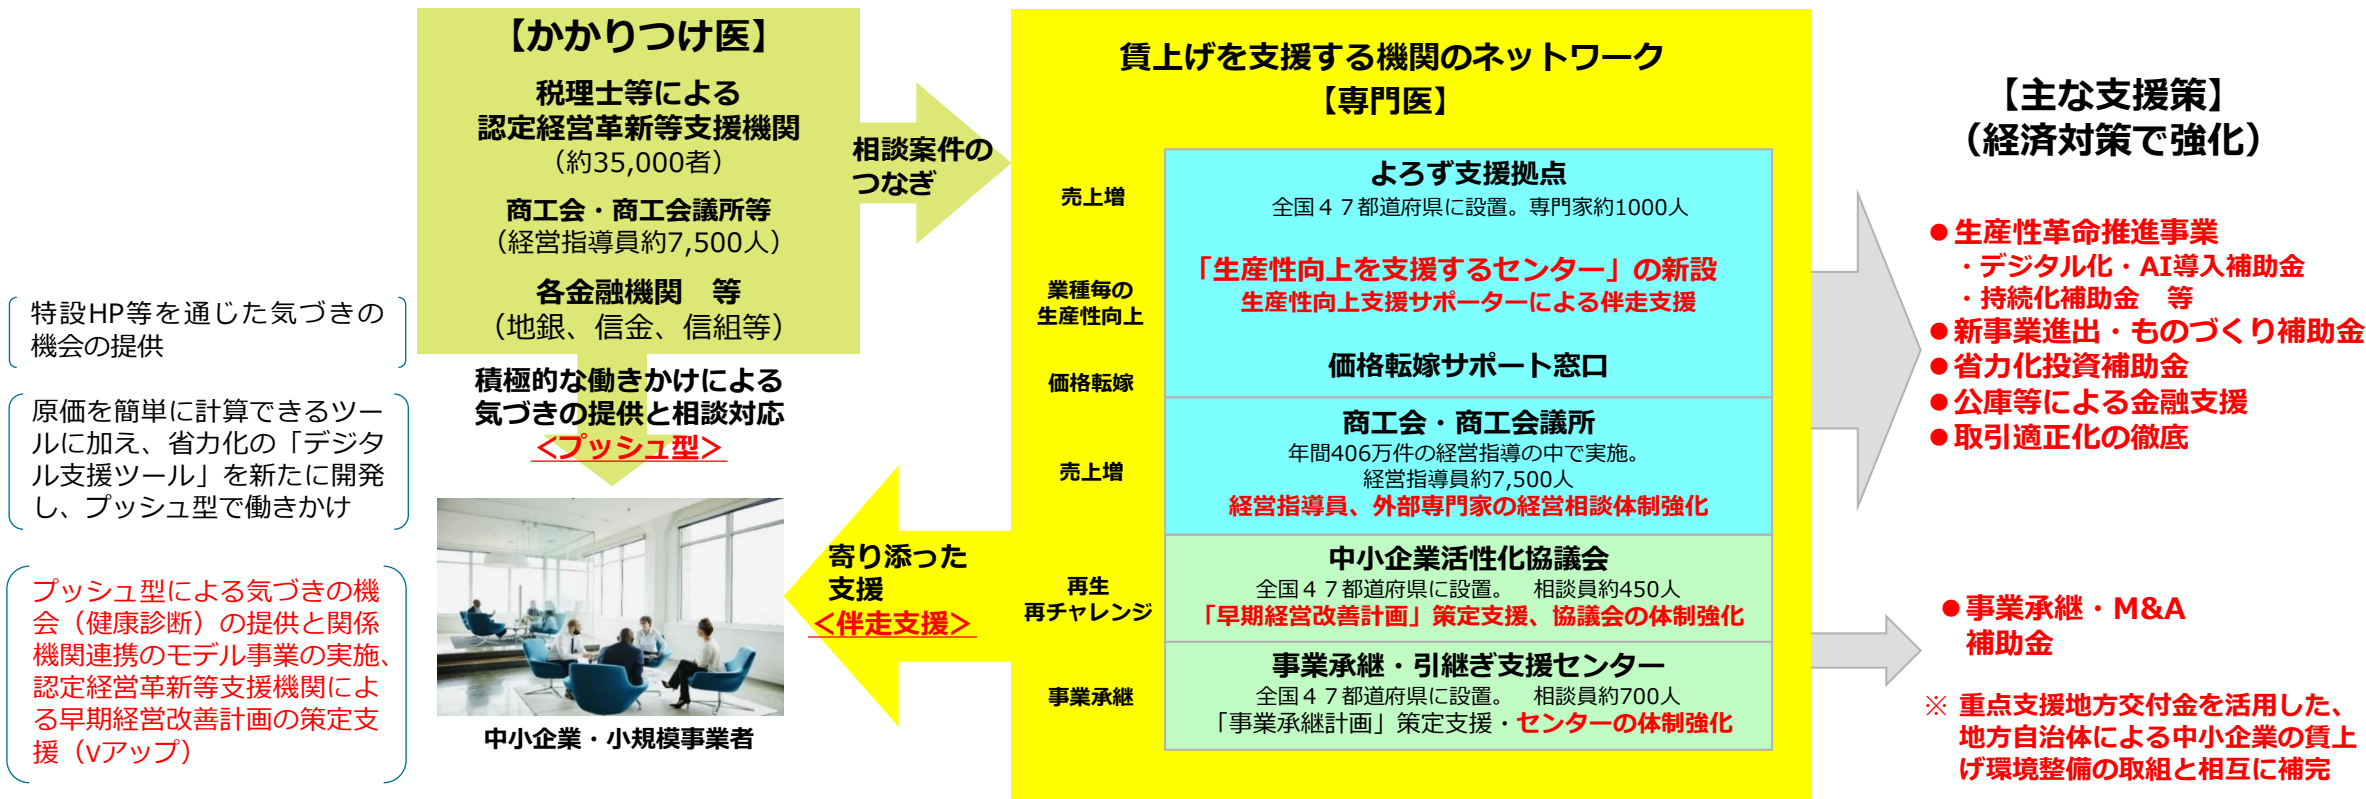 【かかりつけ医】
税理士等による
認定経営革新等支援機関
（約35,000者）
商工会・商工会議所等
（経営指導員約7,500人）
各金融機関　等
（地銀、信金、信組等）
積極的な働きかけによる
気づきの提供と相談対応
<プッシュ型>
中小企業・小規模事業者
特設HP等を通じた気づきの
機会の提供
原価を簡単に計算できるツー
ルに加え、省力化の「デジタ
ル支援ツール」を新たに開発
し、プッシュ型で働きかけ
プッシュ型による気づきの機
会（健康診断）の提供と関係
機関連携のモデル事業の実施、
認定経営革新等支援機関によ
る早期経営改善計画の策定支
援（Vアップ）
相談案件の
つなぎ
寄り添った
支援
<伴走支援>
賃上げを支援する機関のネットワーク
【専門医】
売上増
よろず支援拠点
全国４７都道府県に設置。専門家約1000人
業種毎の
生産性向上
「生産性向上を支援するセンター」の新設
生産性向上支援サポーターによる伴走支援
価格転嫁
価格転嫁サポート窓口
売上増
商工会・商工会議所
年間406万件の経営指導の中で実施。
経営指導員約7,500人
経営指導員、外部専門家の経営相談体制強化
再生
再チャレンジ
中小企業活性化協議会
全国４７都道府県に設置。　相談員約450人
「早期経営改善計画」策定支援、協議会の体制強化
事業承継
事業承継・引継ぎ支援センター
全国４７都道府県に設置。　相談員約700人
「事業承継計画」策定支援・センターの体制強化
【主な支援策】
（経済対策で強化）
●生産性革命推進事業
・デジタル化・AI導入補助金
・持続化補助金　等
●新事業進出・ものづくり補助金
●省力化投資補助金
●公庫等による金融支援
●取引適正化の徹底
●事業承継・M&A
補助金
※ 重点支援地方交付金を活用した、
地方自治体による中小企業の賃上
げ環境整備の取組と相互に補完